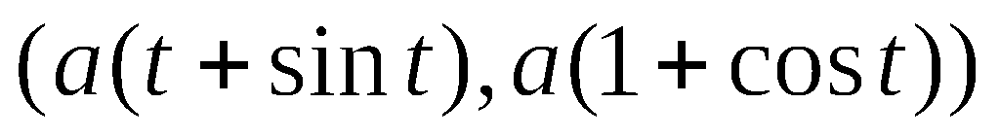 (a(t + sin t), a(1 + cos t))